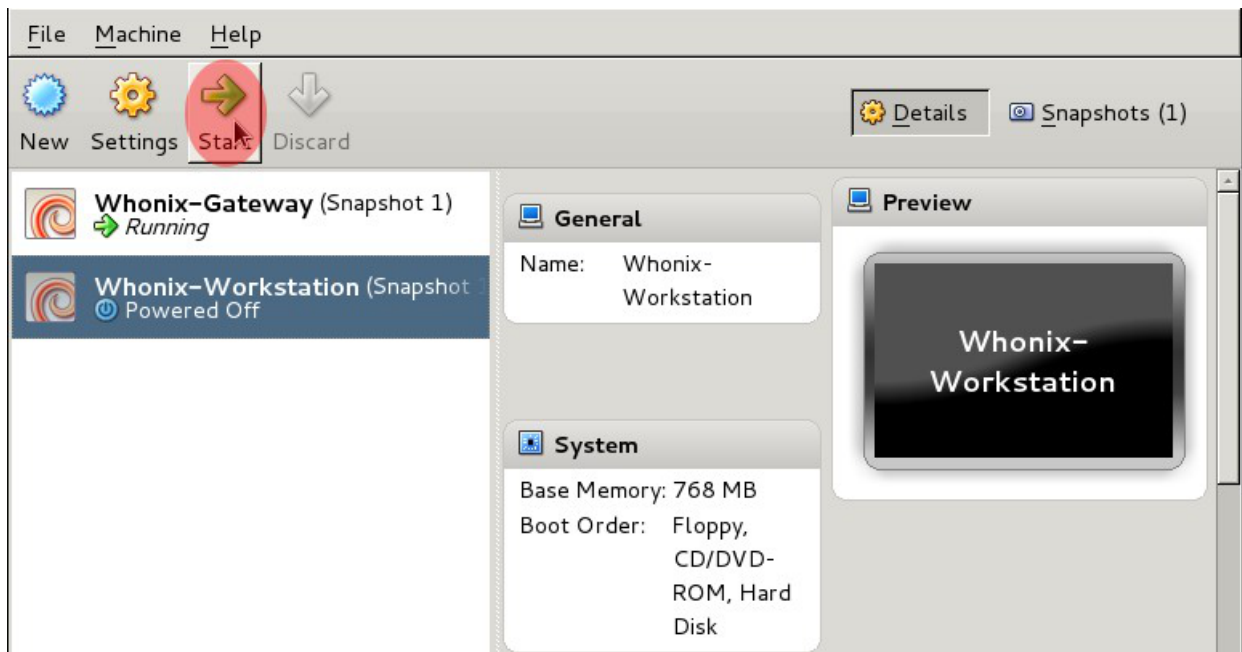 File Machine Help
New Settings Start Discard
Details Snapshots (1)
Whonix-Gateway (Snapshot 1)
Running
Whonix-Workstation (Snapshot
Powered Off
General
Name: Whonix-
Workstation
System
Base Memory: 768 MB
Boot Order: Floppy,
CD/DVD-
ROM, Hard
Disk
Preview
Whonix-
Workstation